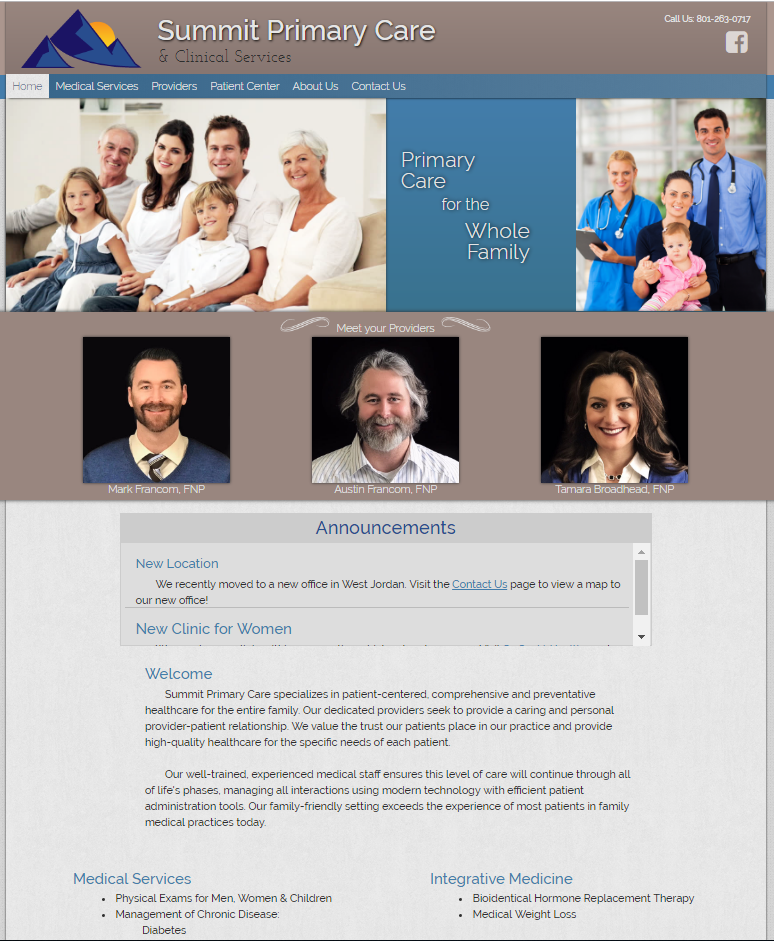 Summit Primary Care
& Clinical Services
Call Us: 801-263-0717
Home Medical Services Providers Patient Center About Us Contact Us
Primary
Care
for the
Whole
Family
Meet your Providers
Mark Francom, FNP Austin Francom, FNP Tamara Broadhead, FNP
Announcements
New Location
We recently moved to a new office in West Jordan. Visit the Contact Us page to view a map to
our new office!
New Clinic for Women
Welcome
Summit Primary Care specializes in patient-centered, comprehensive and preventative
healthcare for the entire family. Our dedicated providers seek to provide a caring and personal
provider-patient relationship. We value the trust our patients place in our practice and provide
high-quality healthcare for the specific needs of each patient.
Our well-trained, experienced medical staff ensures this level of care will continue through all
of life's phases, managing all interactions using modern technology with efficient patient
administration tools. Our family-friendly setting exceeds the experience of most patients in family
medical practices today.
Medical Services
• Physical Exams for Men, Women & Children
• Management of Chronic Disease:
Diabetes
Integrative Medicine
• Bioidentical Hormone Replacement Therapy
• Medical Weight Loss